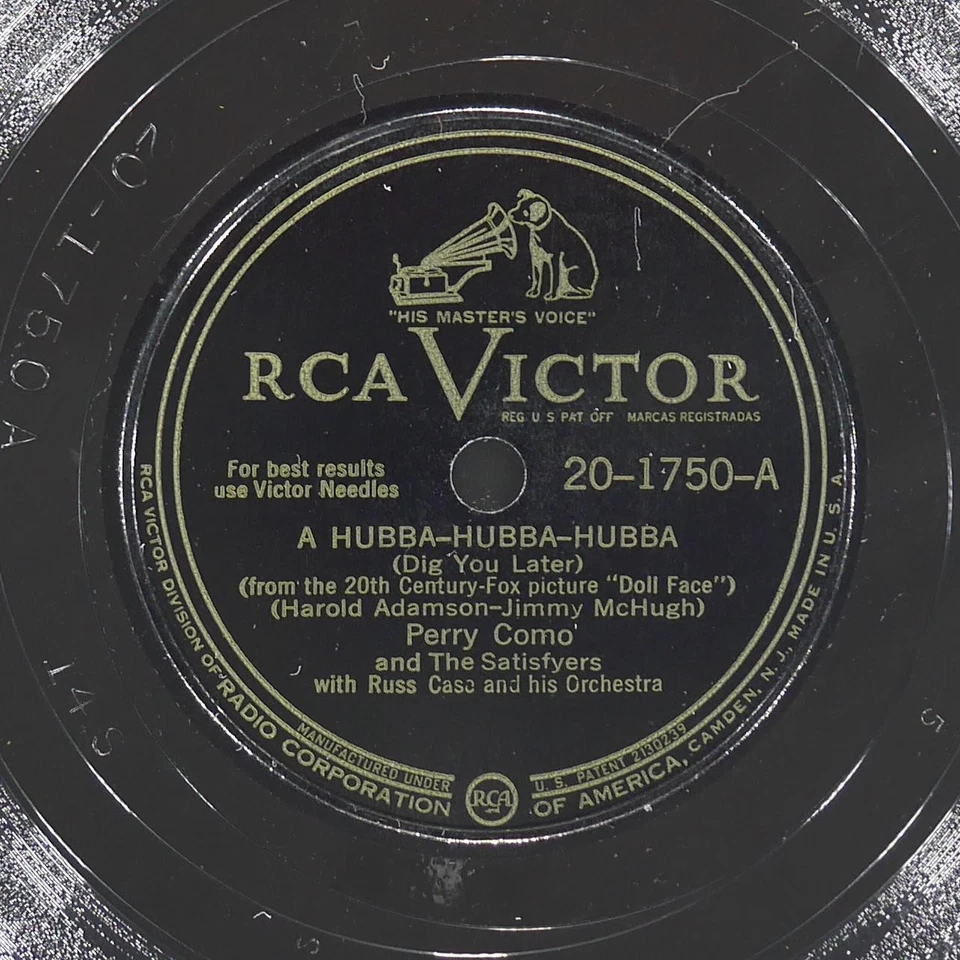 "HIS MASTER'S VOICE"
RCA VICTOR
REG U S PAT OFF MARCAS REGISTRADAS
For best results
use Victor Needles
20-1750-A
A HUBBA-HUBBA-HUBBA
(Dig You Later)
(from the 20th Century-Fox picture "Doll Face")
(Harold Adamson-Jimmy McHugh)
Perry Como
and The Satisfyers
with Russ Case and his Orchestra
MANUFACTURED UNDER U. S. PATENT 2130239
RCA VICTOR DIVISION OF RADIO CORPORATION OF AMERICA, CAMDEN, N. J., MADE IN U. S. A.
RCA
20-1750A
S
5